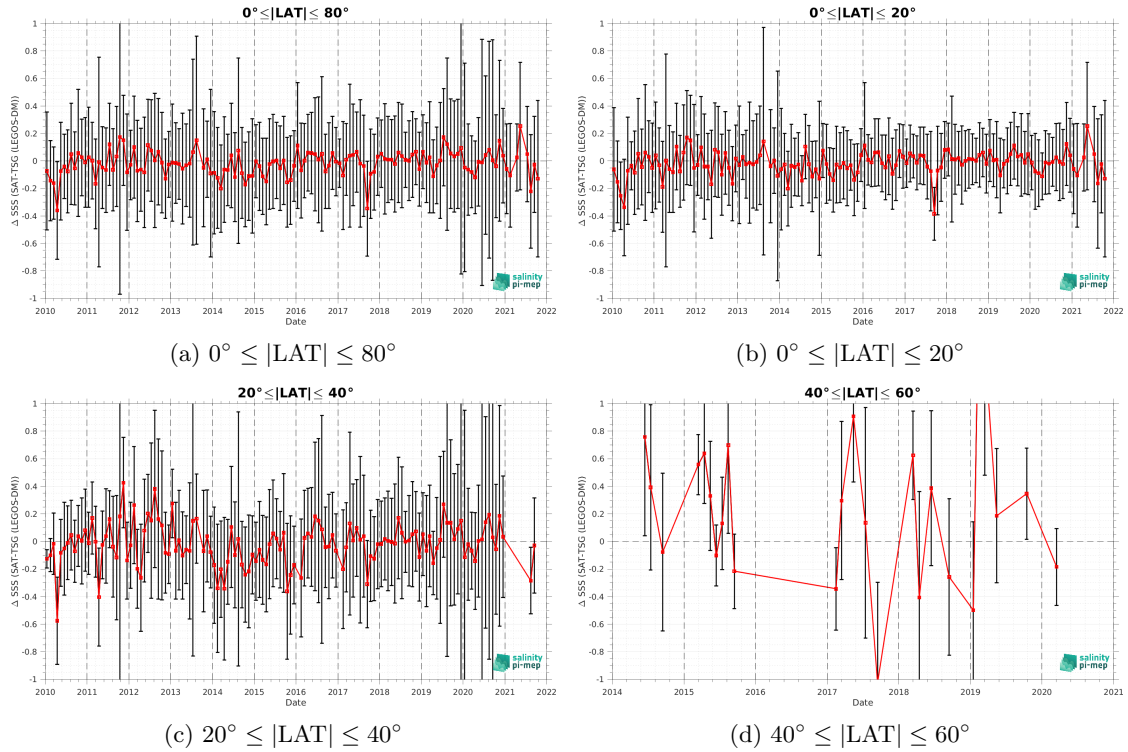 0°≤|LAT|≤ 80°
Δ SSS (SAT-TSG (LEGOS-DM))
1
0.8
0.6
0.4
0.2
0
-0.2
-0.4
-0.6
-0.8
-1
2010 2011 2012 2013 2014 2015 2016 2017 2018 2019 2020 2021 2022
Date
salinity
pi-mep
(a) 0° ≤ |LAT| ≤ 80°
0°≤|LAT|≤ 20°
Δ SSS (SAT-TSG (LEGOS-DM))
1
0.8
0.6
0.4
0.2
0
-0.2
-0.4
-0.6
-0.8
-1
2010 2011 2012 2013 2014 2015 2016 2017 2018 2019 2020 2021 2022
Date
salinity
pi-mep
(b) 0° ≤ |LAT| ≤ 20°
20°≤|LAT|≤ 40°
Δ SSS (SAT-TSG (LEGOS-DM))
1
0.8
0.6
0.4
0.2
0
-0.2
-0.4
-0.6
-0.8
-1
2010 2011 2012 2013 2014 2015 2016 2017 2018 2019 2020 2021 2022
Date
salinity
pi-mep
(c) 20° ≤ |LAT| ≤ 40°
40°≤|LAT|≤ 60°
Δ SSS (SAT-TSG (LEGOS-DM))
1
0.8
0.6
0.4
0.2
0
-0.2
-0.4
-0.6
-0.8
-1
2014 2015 2016 2017 2018 2019 2020 2021
Date
salinity
pi-mep
(d) 40° ≤ |LAT| ≤ 60°